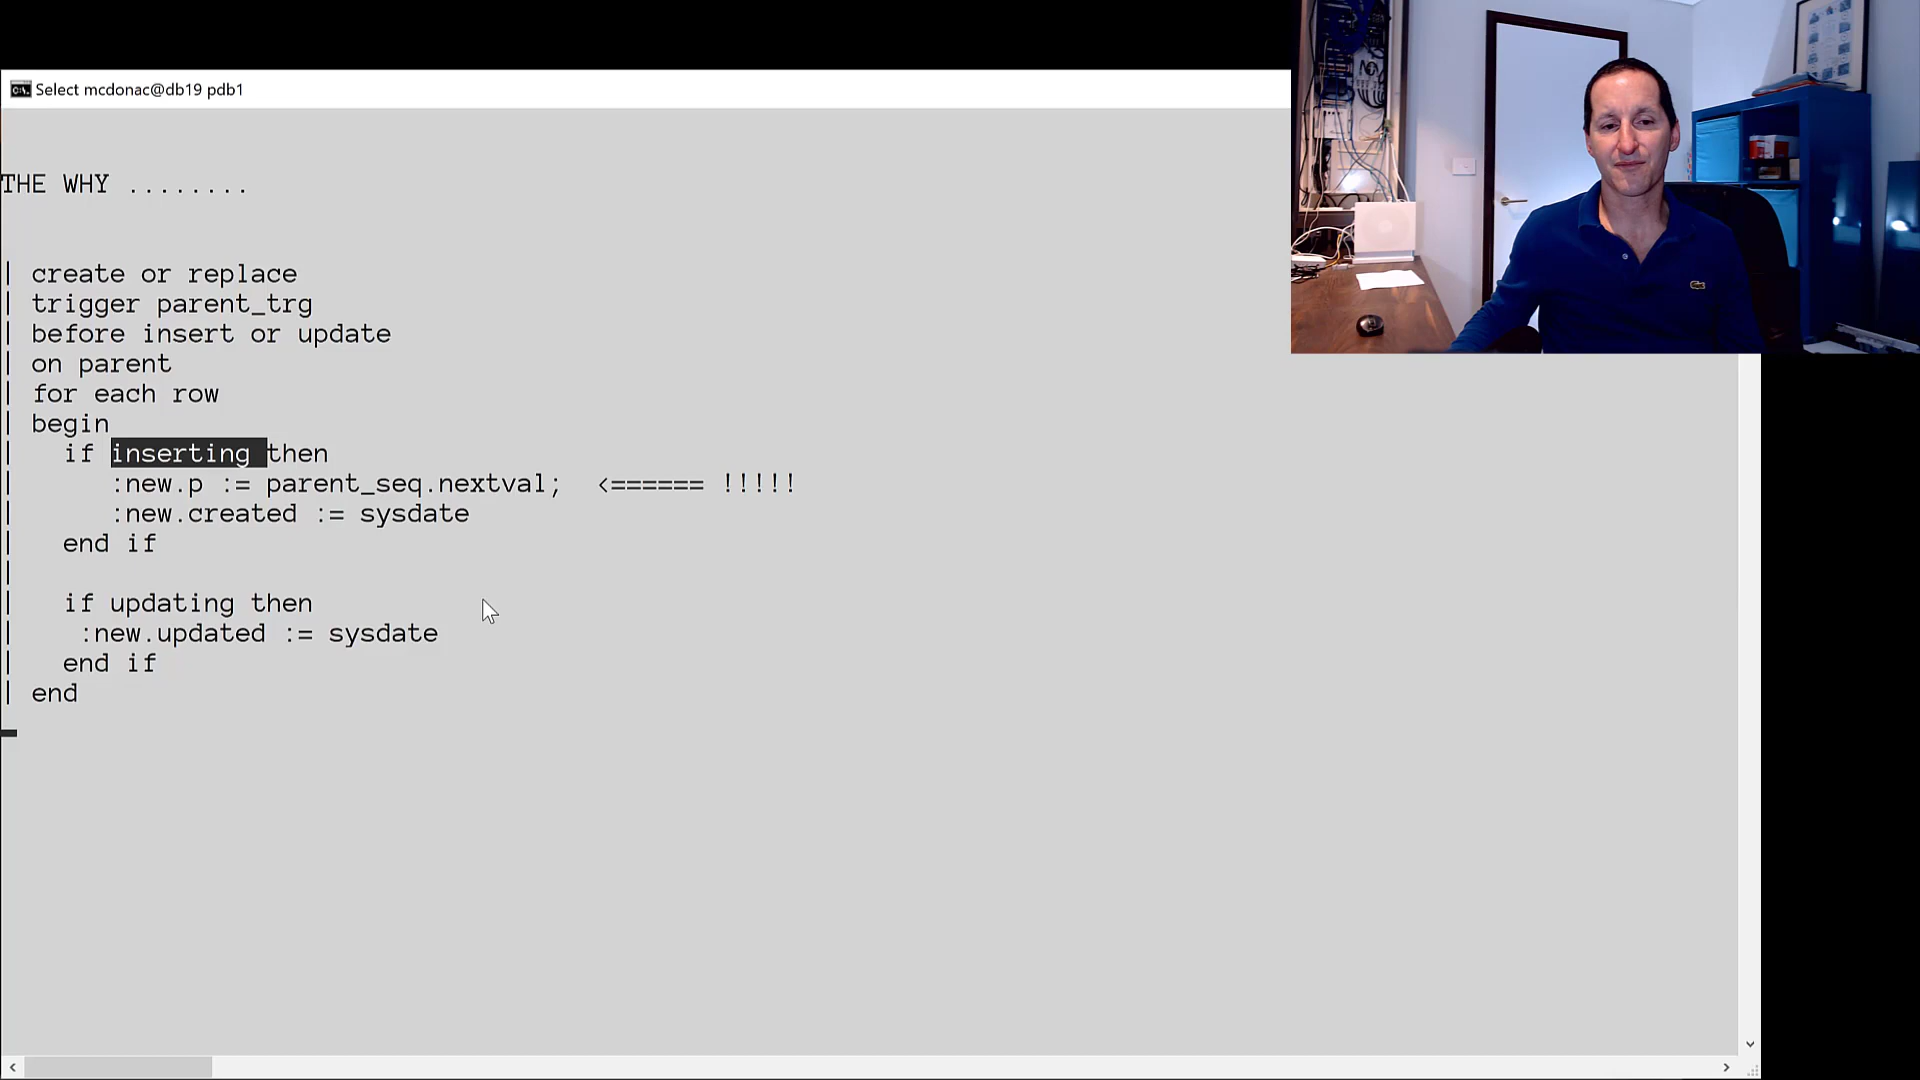 Select mcdonac@db19 pdb1
THE WHY ........
| create or replace
| trigger parent_trg
| before insert or update
| on parent
| for each row
| begin
|   if inserting then
|      :new.p := parent_seq.nextval;  <====== !!!!!
|      :new.created := sysdate
|   end if
|
|   if updating then
|    :new.updated := sysdate
|   end if
| end